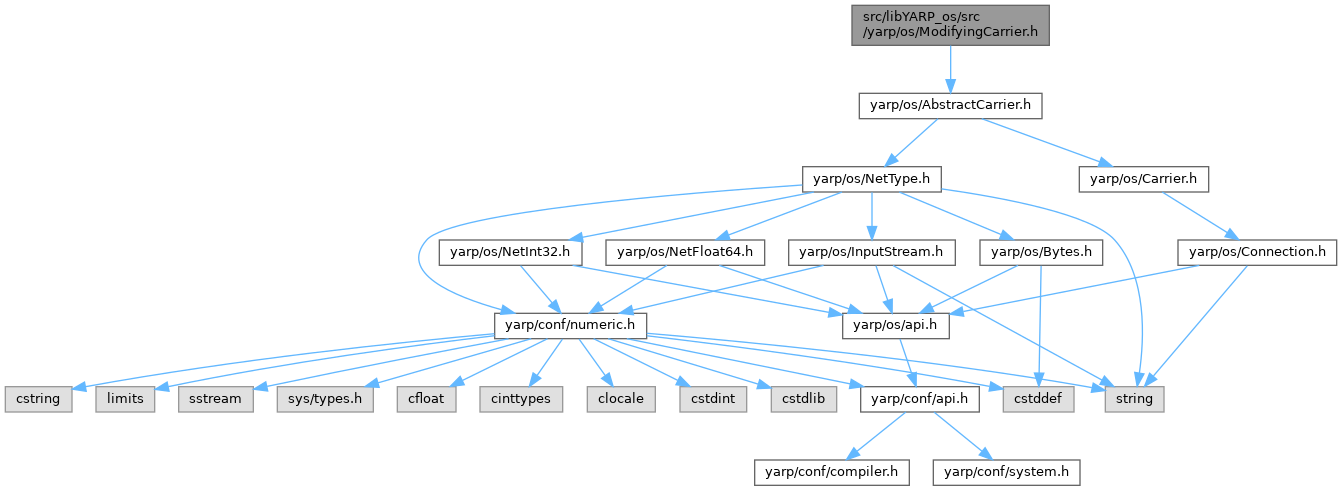 src/libYARP_os/src
/yarp/os/ModifyingCarrier.h
yarp/os/AbstractCarrier.h
yarp/os/NetType.h
yarp/os/Carrier.h
yarp/os/NetInt32.h
yarp/os/NetFloat64.h
yarp/os/InputStream.h
yarp/os/Bytes.h
yarp/os/Connection.h
yarp/conf/numeric.h
yarp/os/api.h
cstring
limits
sstream
sys/types.h
cfloat
cinttypes
clocale
cstdint
cstdlib
yarp/conf/api.h
cstddef
string
yarp/conf/compiler.h
yarp/conf/system.h